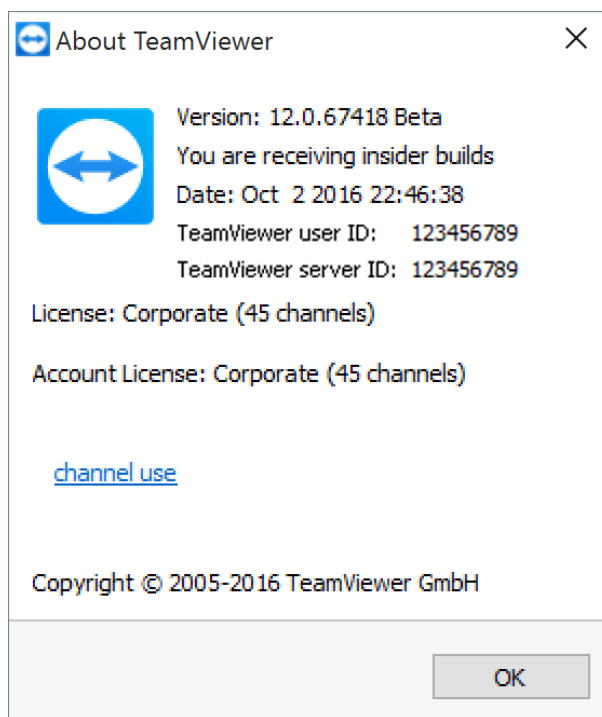 About TeamViewer
Version: 12.0.67418 Beta
You are receiving insider builds
Date: Oct  2 2016 22:46:38
TeamViewer user ID: 123456789
TeamViewer server ID: 123456789
License: Corporate (45 channels)
Account License: Corporate (45 channels)
channel use
Copyright © 2005-2016 TeamViewer GmbH
OK